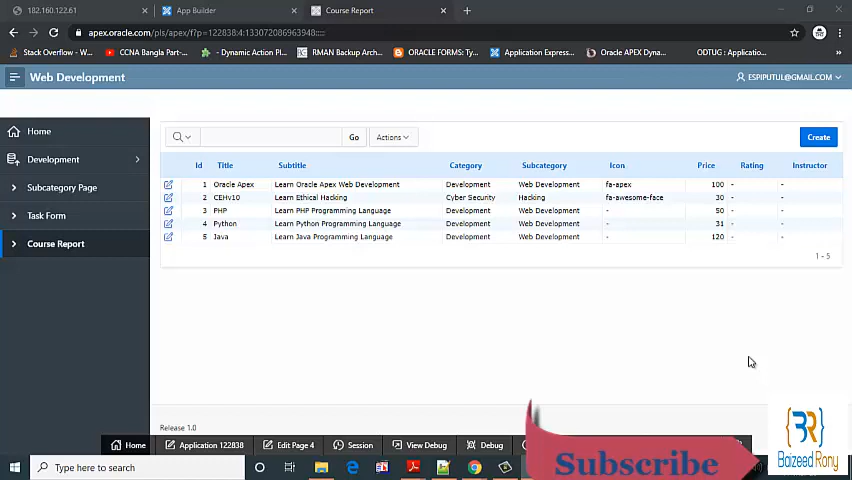 182.160.122.61
App Builder
Course Report
apex.oracle.com/pls/apex/f?p=122838:4:133072086963948::::
Stack Overflow - W...
CCNA Bangla Part-...
- Dynamic Action Pl...
RMAN Backup Arch...
ORACLE FORMS: Ty...
Application Express...
Oracle APEX Dyna...
ODTUG : Applicatio...
Web Development
ESPIPUTUL@GMAIL.COM
Home
Development
Subcategory Page
Task Form
Course Report
Go
Actions
Create
Id Title Subtitle Category Subcategory Icon Price Rating Instructor
1 Oracle Apex Learn Oracle Apex Web Development Development Web Development fa-apex 100 - -
2 CEHv10 Learn Ethical Hacking Cyber Security Hacking fa-awesome-face 30 - -
3 PHP Learn PHP Programming Language Development Web Development - 50 - -
4 Python Learn Python Programming Language Development Web Development - 31 - -
5 Java Learn Java Programming Language Development Web Development - 120 - -
1 - 5
Release 1.0
Home
Application 122838
Edit Page 4
Session
View Debug
Debug
Subscribe
BR
Baizeed Rony
Type here to search